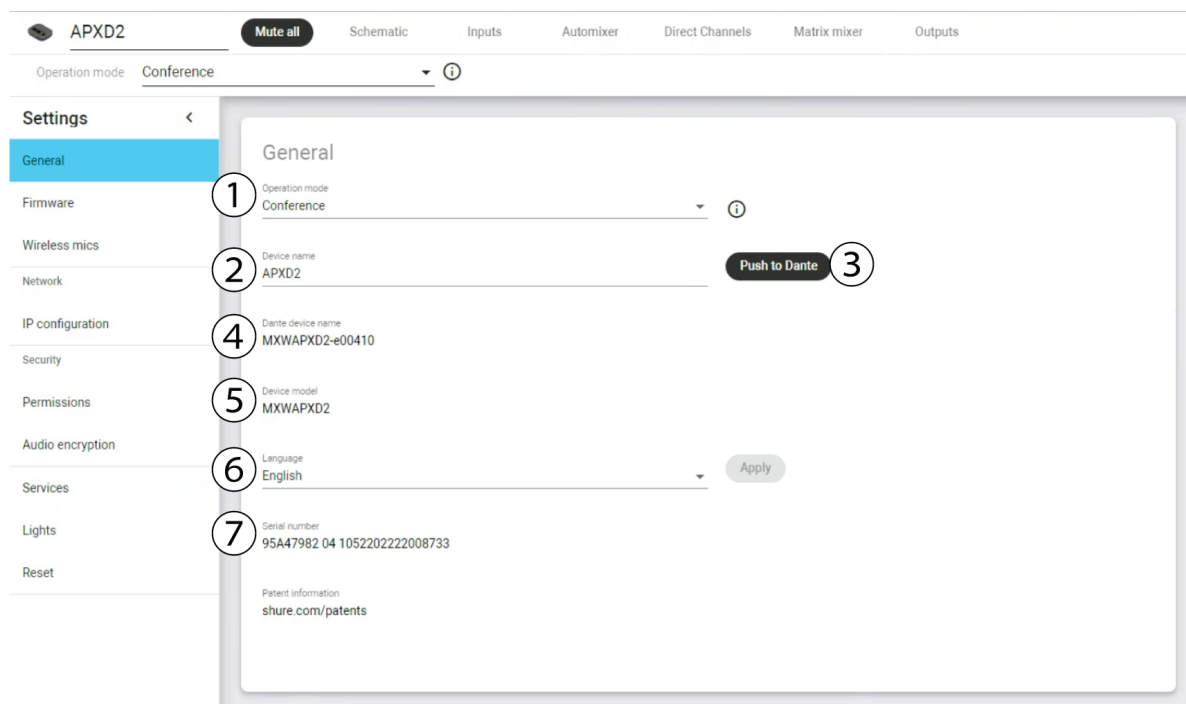 APXD2 Mute all Schematic Inputs Automixer Direct Channels Matrix mixer Outputs
Operation mode Conference
Settings
General
Firmware
Wireless mics
Network
IP configuration
Security
Permissions
Audio encryption
Services
Lights
Reset
General
1 Operation mode
Conference
2 Device name
APXD2
Push to Dante 3
4 Dante device name
MXWAPXD2-e00410
5 Device model
MXWAPXD2
6 Language
English
Apply
7 Serial number
95A47982 04 1052202222008733
Patent information
shure.com/patents